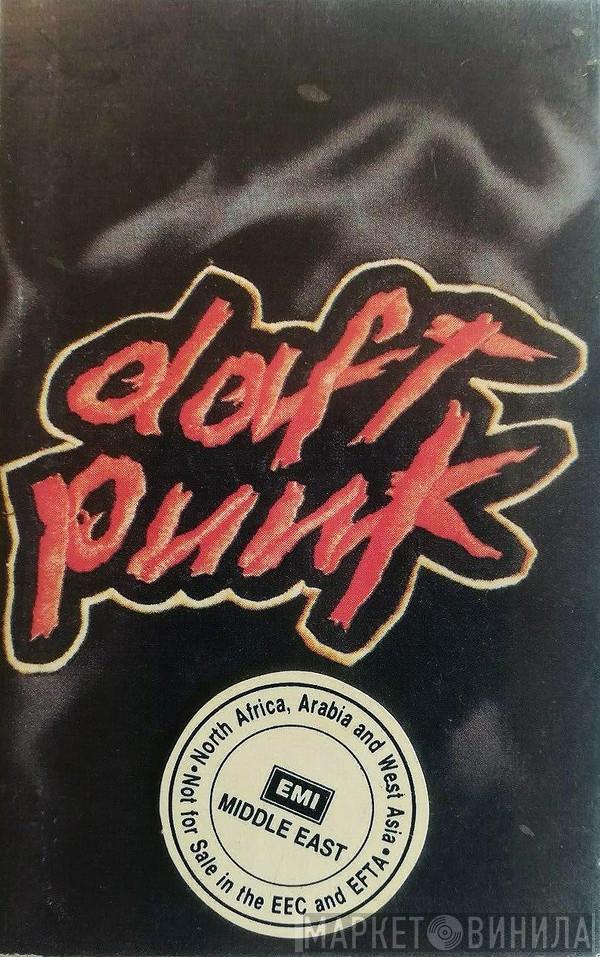 daft
punk
North Africa, Arabia and West Asia •
Not for Sale in the EEC and EFTA •
EMI
MIDDLE EAST
МАРКЕТ ВИНИЛА